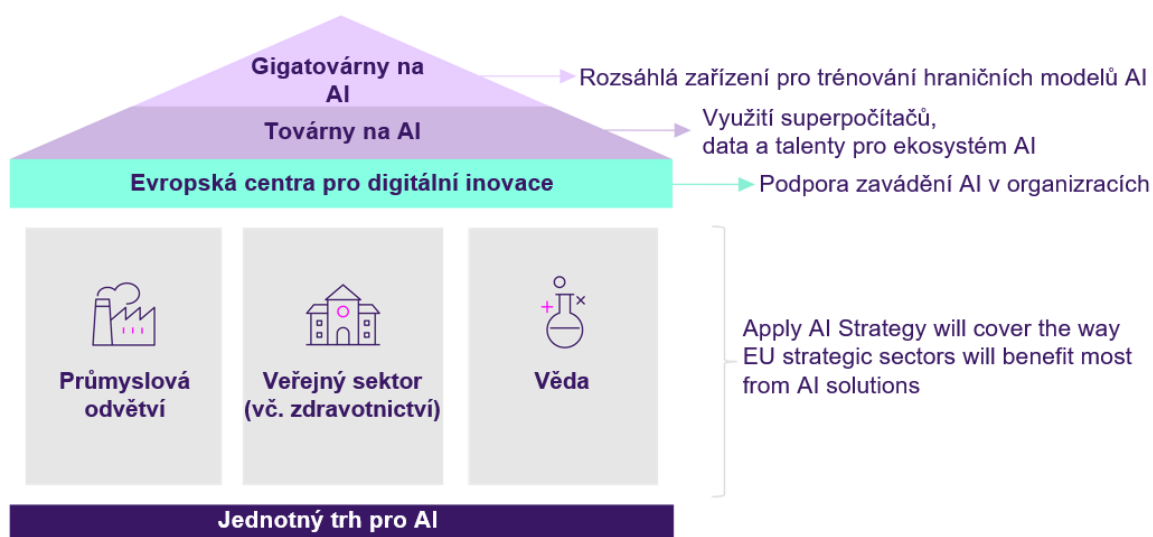 Gigatovárny na
AI
Rozsáhlá zařízení pro trénování hraničních modelů AI
Továrny na AI
Využití superpočítačů,
data a talenty pro ekosystém AI
Evropská centra pro digitální inovace
Podpora zavádění AI v organizracích
Průmyslová
odvětví
Veřejný sektor
(vč. zdravotnictví)
Věda
Apply AI Strategy will cover the way
EU strategic sectors will benefit most
from AI solutions
Jednotný trh pro AI